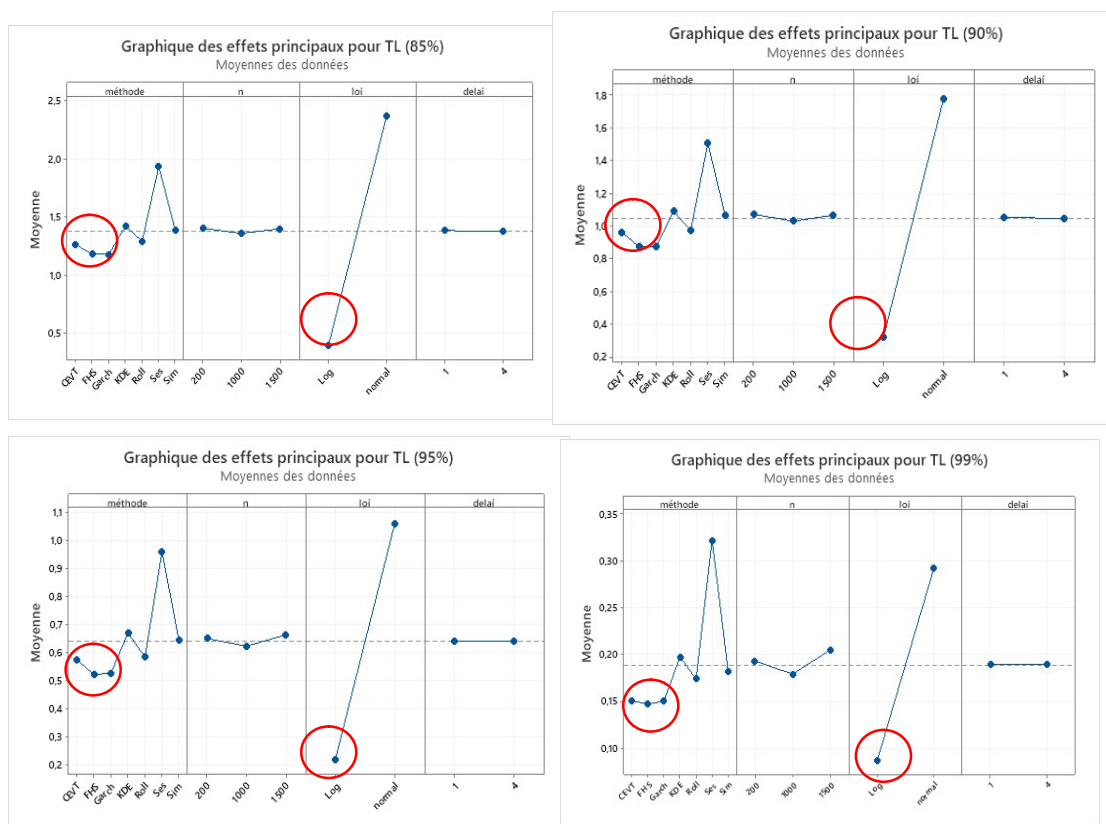 Graphique des effets principaux pour TL (85%)
Moyennes des données
méthode n loi delai
Moyenne
2,5
2,0
1,5
1,0
0,5
CEVT FHS Garch KDE Roll Ses Sim 200 1000 1500 Log normal 1 4
Graphique des effets principaux pour TL (90%)
Moyennes des données
méthode n loi delai
Moyenne
1,8
1,6
1,4
1,2
1,0
0,8
0,6
0,4
0,2
CEVT FHS Garch KDE Roll Ses Sim 200 1000 1500 Log normal 1 4
Graphique des effets principaux pour TL (95%)
Moyennes des données
méthode n loi delai
Moyenne
1,1
1,0
0,9
0,8
0,7
0,6
0,5
0,4
0,3
0,2
CEVT FHS Garch KDE Roll Ses Sim 200 1000 1500 Log normal 1 4
Graphique des effets principaux pour TL (99%)
Moyennes des données
méthode n loi delai
Moyenne
0,35
0,30
0,25
0,20
0,15
0,10
CEVT FHS Garch KDE Roll Ses Sim 200 1000 1500 Log normal 1 4